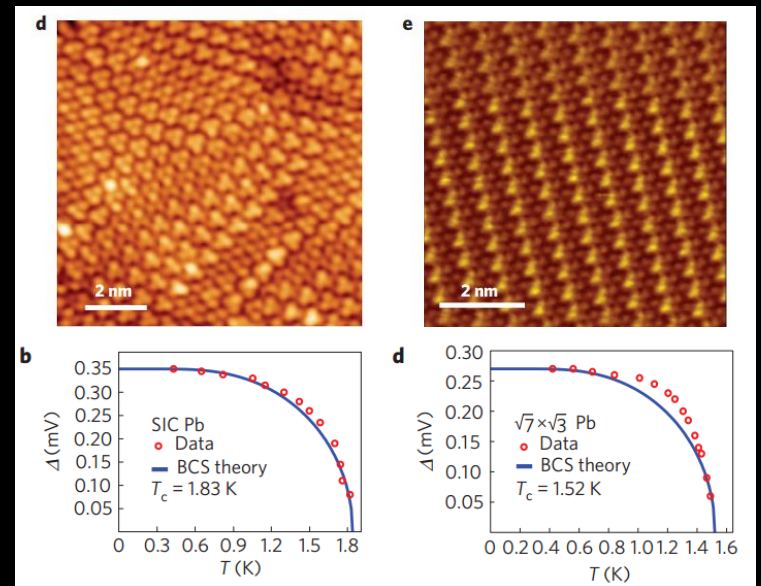 d
e
2 nm
2 nm
b
0.35
0.30
0.25
0.20
0.15
0.10
0.05
Δ (mV)
SIC Pb
Data
BCS theory
Tc = 1.83 K
0 0.3 0.6 0.9 1.2 1.5 1.8
T (K)
d
0.30
0.25
0.20
0.15
0.10
0.05
Δ (mV)
√7×√3 Pb
Data
BCS theory
Tc = 1.52 K
0 0.2 0.4 0.6 0.8 1.0 1.2 1.4 1.6
T (K)